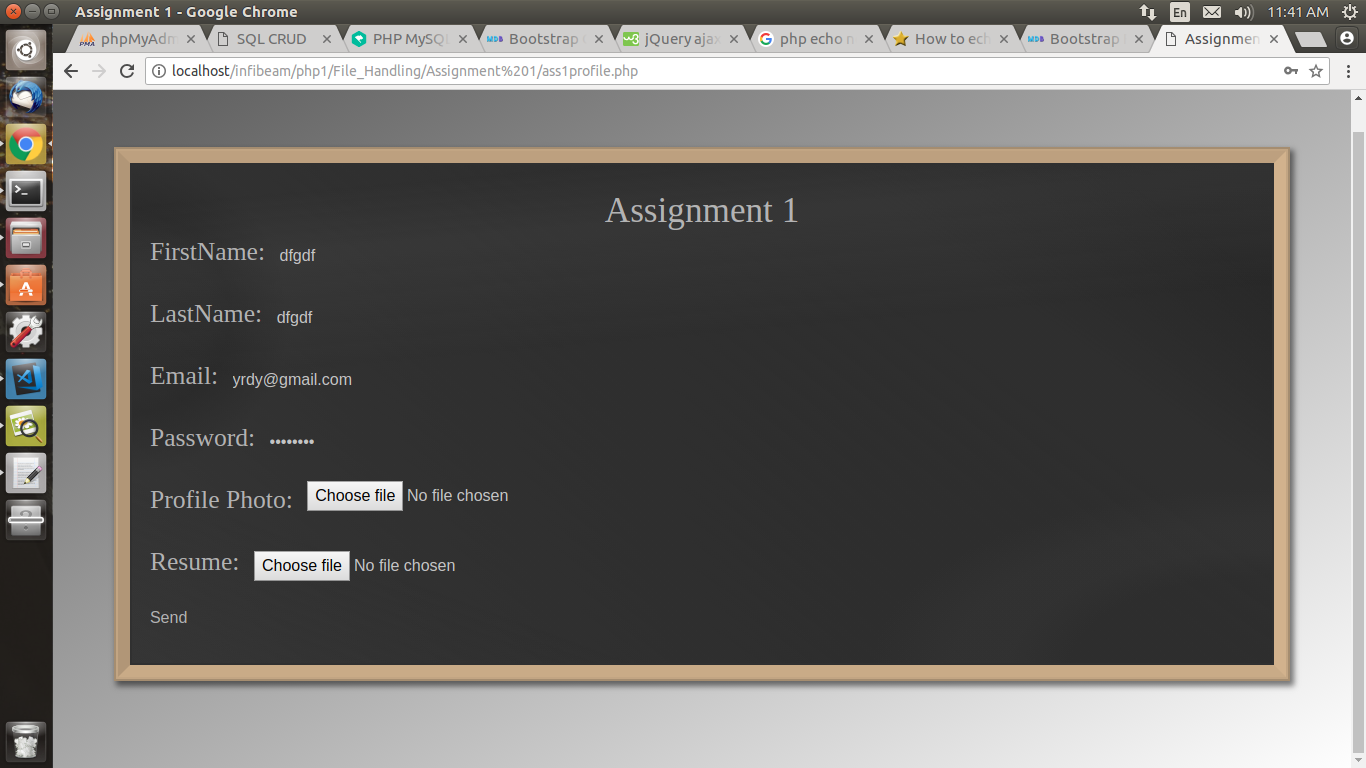 Assignment 1 - Google Chrome
En
11:41 AM
phpMyAdm
SQL CRUD
PHP MySQL
Bootstrap
jQuery ajax
php echo n
How to ech
Bootstrap
Assignmen
localhost/infibeam/php1/File_Handling/Assignment%201/ass1profile.php
Assignment 1
FirstName: dfgdf
LastName: dfgdf
Email: yrdy@gmail.com
Password: ••••••••
Profile Photo: Choose file No file chosen
Resume: Choose file No file chosen
Send